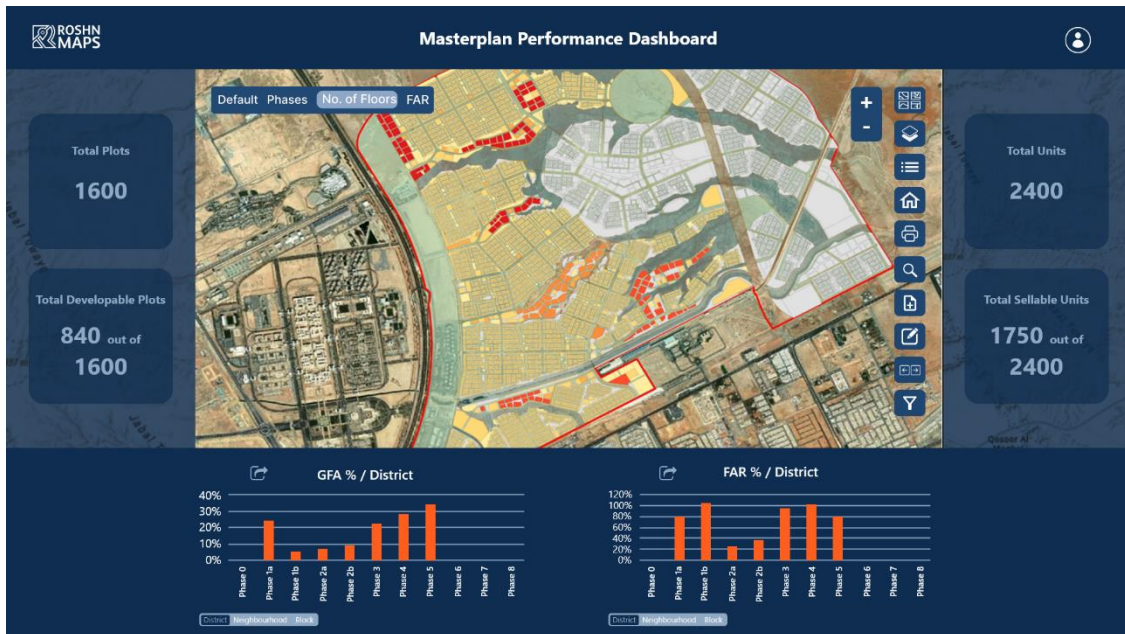 ROSHN
MAPS
Masterplan Performance Dashboard
Default Phases No. of Floors FAR
+
-
Total Plots
1600
Total Developable Plots
840 out of
1600
Total Units
2400
Total Sellable Units
1750 out of
2400
GFA % / District
40%
30%
20%
10%
0%
Phase 0
Phase 1a
Phase 1b
Phase 2a
Phase 2b
Phase 3
Phase 4
Phase 5
Phase 6
Phase 7
Phase 8
District Neighbourhood Block
FAR % / District
120%
100%
80%
60%
40%
20%
0%
Phase 0
Phase 1a
Phase 1b
Phase 2a
Phase 2b
Phase 3
Phase 4
Phase 5
Phase 6
Phase 7
Phase 8
District Neighbourhood Block